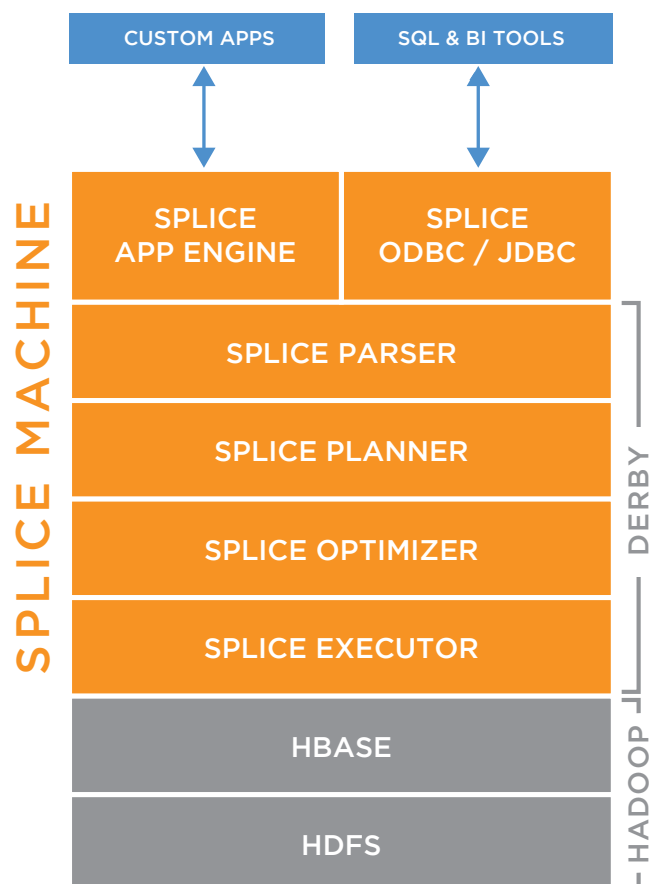 CUSTOM APPS
SQL & BI TOOLS
SPLICE MACHINE
SPLICE
APP ENGINE
SPLICE
ODBC / JDBC
SPLICE PARSER
SPLICE PLANNER
SPLICE OPTIMIZER
SPLICE EXECUTOR
DERBY
HBASE
HDFS
HADOOP